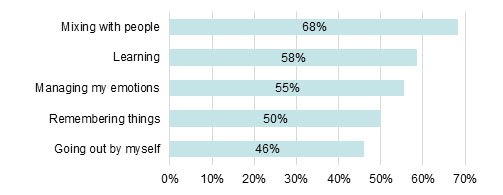 Mixing with people 68%
Learning 58%
Managing my emotions 55%
Remembering things 50%
Going out by myself 46%
0% 10% 20% 30% 40% 50% 60% 70%